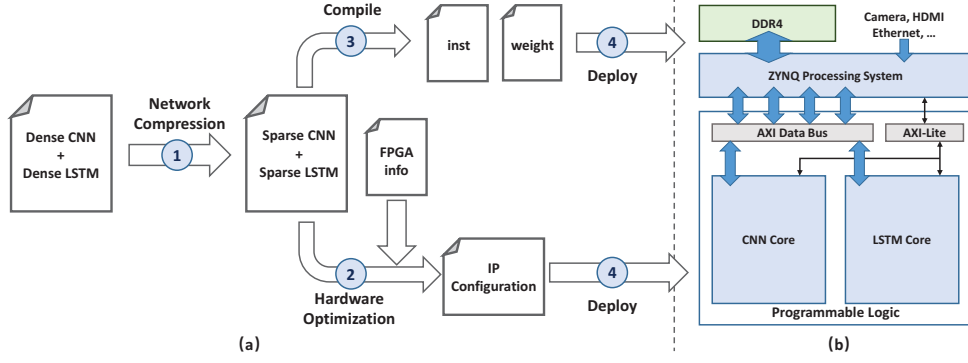 Compile
3
inst
weight
4
Deploy
Network
Compression
Dense CNN
+
Dense LSTM
1
Sparse CNN
+
Sparse LSTM
FPGA
info
2
Hardware
Optimization
IP
Configuration
4
Deploy
(a)
DDR4
Camera, HDMI
Ethernet, ...
ZYNQ Processing System
AXI Data Bus
AXI-Lite
CNN Core
LSTM Core
Programmable Logic
(b)